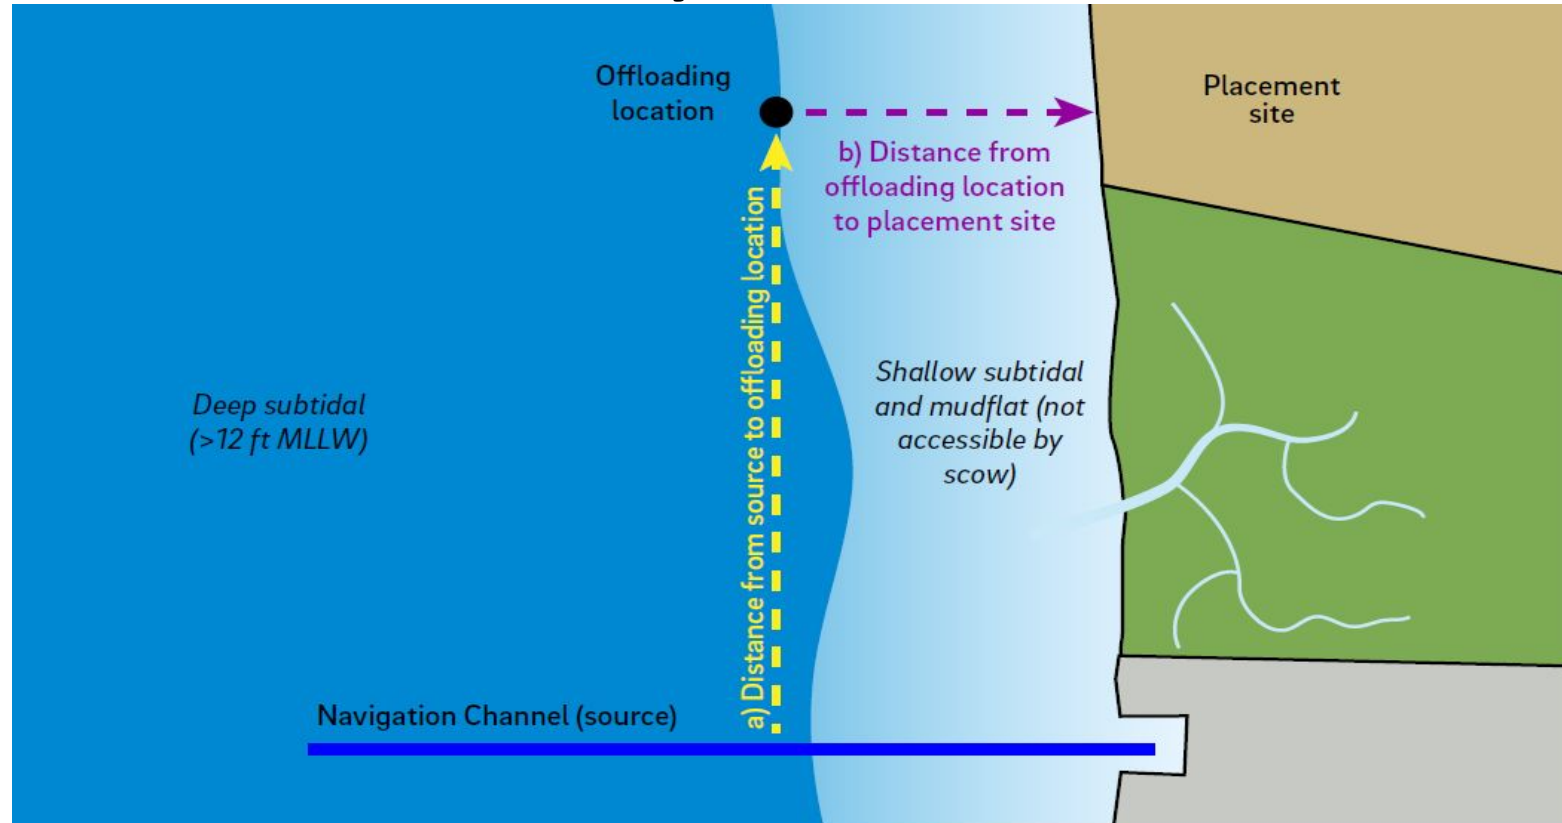 Offloading
location
Placement
site
b) Distance from
offloading location
to placement site
a) Distance from source to offloading location
Deep subtidal
(>12 ft MLLW)
Shallow subtidal
and mudflat (not
accessible by
scow)
Navigation Channel (source)